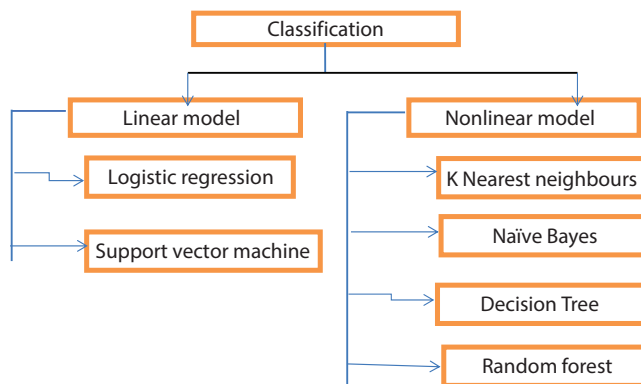 Classification
Linear model
Logistic regression
Support vector machine
Nonlinear model
K Nearest neighbours
Naïve Bayes
Decision Tree
Random forest